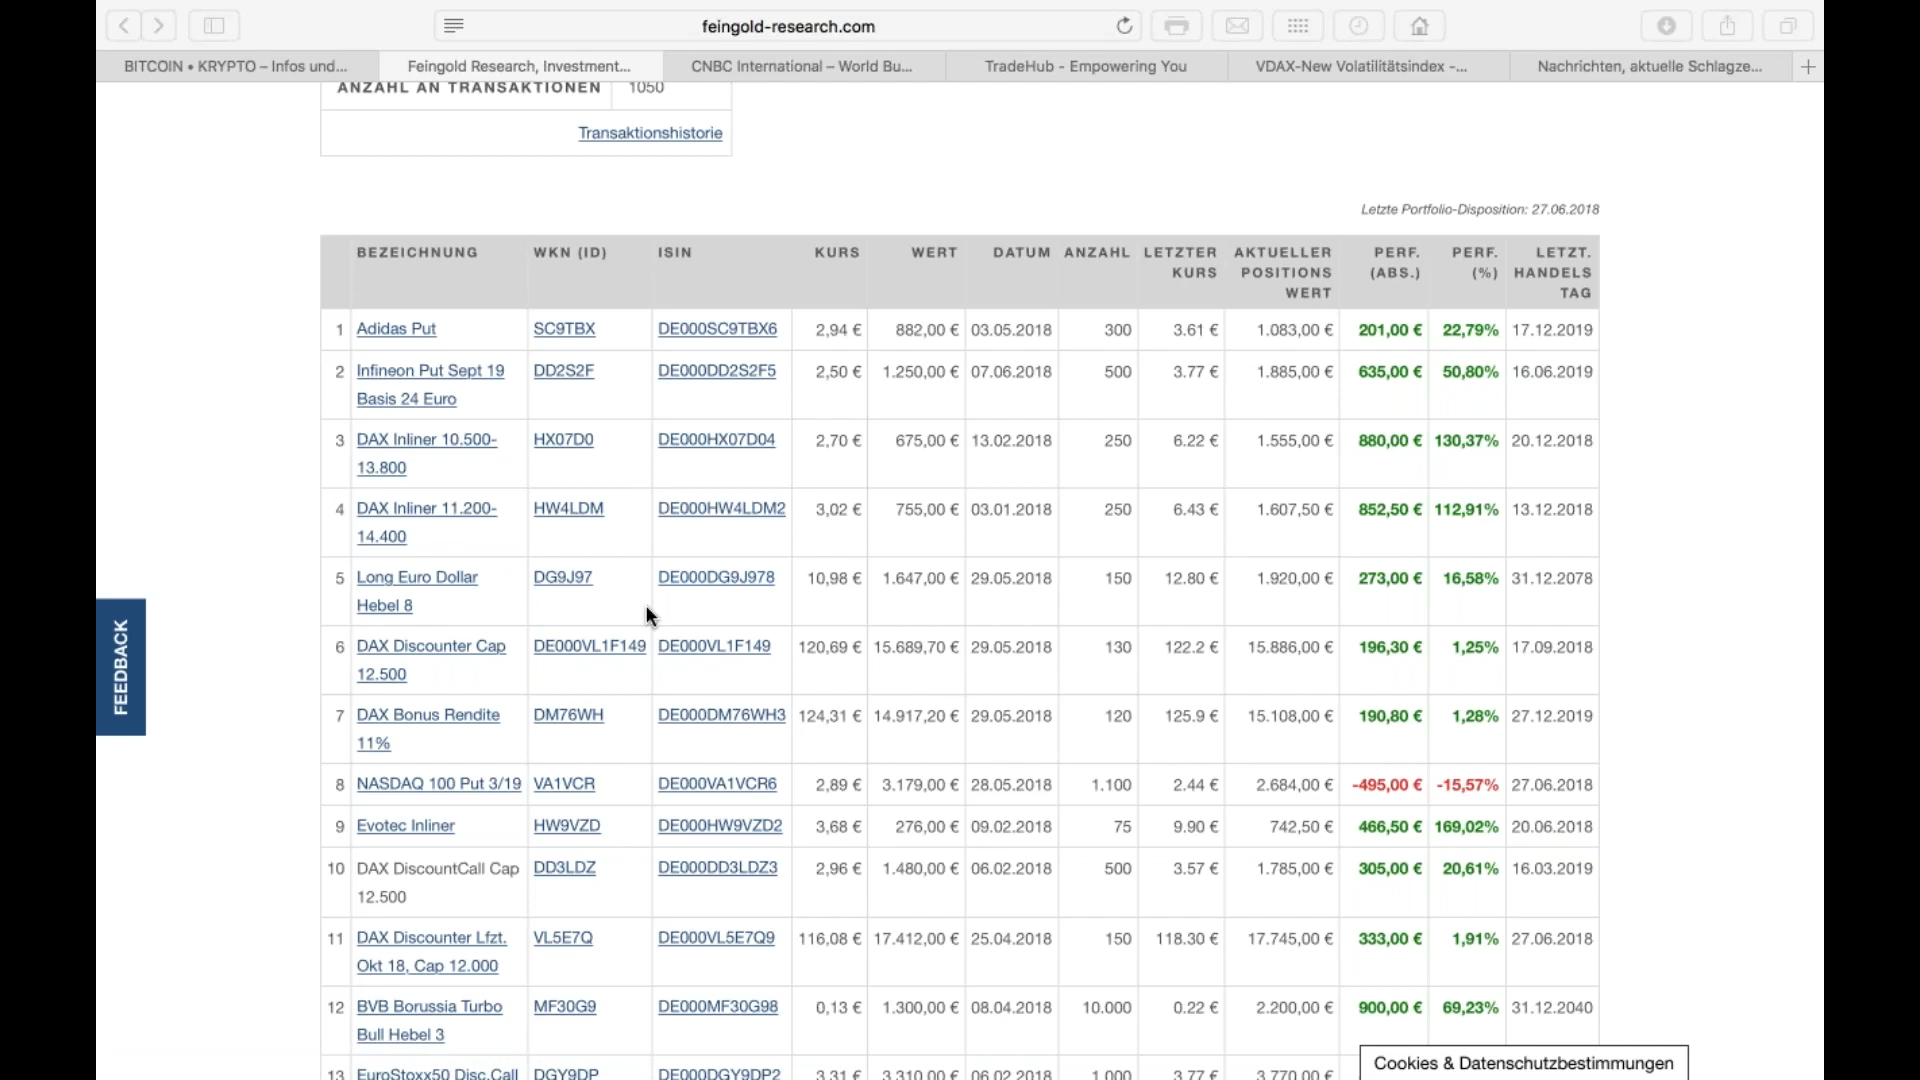 feingold-research.com
BITCOIN • KRYPTO – Infos und...
Feingold Research, Investment...
CNBC International – World Bu...
TradeHub - Empowering You
VDAX-New Volatilitätsindex -...
Nachrichten, aktuelle Schlagze...
ANZAHL AN TRANSAKTIONEN 1050
Transaktionshistorie
Letzte Portfolio-Disposition: 27.06.2018
BEZEICHNUNG WKN (ID) ISIN KURS WERT DATUM ANZAHL LETZTER AKTUELLER PERF. PERF. LETZT.
KURS POSITIONS (ABS.) (%) HANDELS
WERT TAG
1 Adidas Put SC9TBX DE000SC9TBX6 2,94 € 882,00 € 03.05.2018 300 3.61 € 1.083,00 € 201,00 € 22,79% 17.12.2019
2 Infineon Put Sept 19 DD2S2F DE000DD2S2F5 2,50 € 1.250,00 € 07.06.2018 500 3.77 € 1.885,00 € 635,00 € 50,80% 16.06.2019
Basis 24 Euro
3 DAX Inliner 10.500- HX07D0 DE000HX07D04 2,70 € 675,00 € 13.02.2018 250 6.22 € 1.555,00 € 880,00 € 130,37% 20.12.2018
13.800
4 DAX Inliner 11.200- HW4LDM DE000HW4LDM2 3,02 € 755,00 € 03.01.2018 250 6.43 € 1.607,50 € 852,50 € 112,91% 13.12.2018
14.400
5 Long Euro Dollar DG9J97 DE000DG9J978 10,98 € 1.647,00 € 29.05.2018 150 12.80 € 1.920,00 € 273,00 € 16,58% 31.12.2078
Hebel 8
6 DAX Discounter Cap DE000VL1F149 DE000VL1F149 120,69 € 15.689,70 € 29.05.2018 130 122.2 € 15.886,00 € 196,30 € 1,25% 17.09.2018
12.500
7 DAX Bonus Rendite DM76WH DE000DM76WH3 124,31 € 14.917,20 € 29.05.2018 120 125.9 € 15.108,00 € 190,80 € 1,28% 27.12.2019
11%
8 NASDAQ 100 Put 3/19 VA1VCR DE000VA1VCR6 2,89 € 3.179,00 € 28.05.2018 1.100 2.44 € 2.684,00 € -495,00 € -15,57% 27.06.2018
9 Evotec Inliner HW9VZD DE000HW9VZD2 3,68 € 276,00 € 09.02.2018 75 9.90 € 742,50 € 466,50 € 169,02% 20.06.2018
10 DAX DiscountCall Cap DD3LDZ DE000DD3LDZ3 2,96 € 1.480,00 € 06.02.2018 500 3.57 € 1.785,00 € 305,00 € 20,61% 16.03.2019
12.500
11 DAX Discounter Lfzt. VL5E7Q DE000VL5E7Q9 116,08 € 17.412,00 € 25.04.2018 150 118.30 € 17.745,00 € 333,00 € 1,91% 27.06.2018
Okt 18, Cap 12.000
12 BVB Borussia Turbo MF30G9 DE000MF30G98 0,13 € 1.300,00 € 08.04.2018 10.000 0.22 € 2.200,00 € 900,00 € 69,23% 31.12.2040
Bull Hebel 3
13 EuroStoxx50 Disc.Call DGY9DP DE000DGY9DP2 3,31 € 3.310,00 € 06.02.2018 1.000 3.77 € 3.770,00 €
FEEDBACK
Cookies & Datenschutzbestimmungen